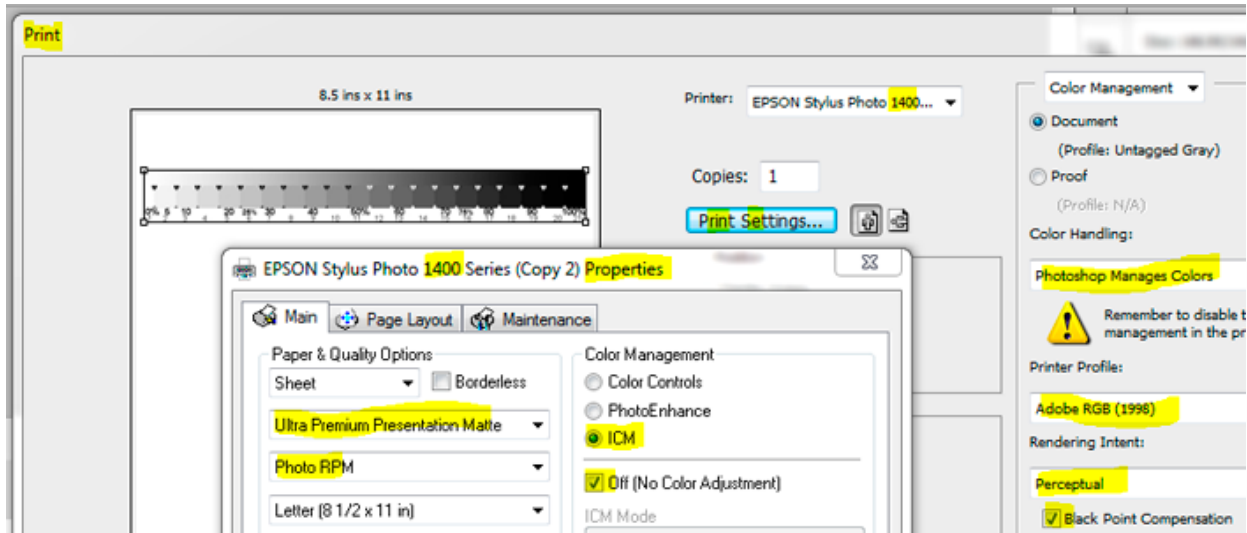 Print
8.5 ins x 11 ins
Printer: EPSON Stylus Photo 1400...
Copies: 1
Print Settings...
Color Management
Document
(Profile: Untagged Gray)
Proof
(Profile: N/A)
Color Handling:
Photoshop Manages Colors
Remember to disable
management in the
Printer Profile:
Adobe RGB (1998)
Rendering Intent:
Perceptual
Black Point Compensation
EPSON Stylus Photo 1400 Series (Copy 2) Properties
Main Page Layout Maintenance
Paper & Quality Options
Sheet Borderless
Ultra Premium Presentation Matte
Photo RPM
Letter (8 1/2 x 11 in)
Color Management
Color Controls
PhotoEnhance
ICM
Off (No Color Adjustment)
ICM Mode